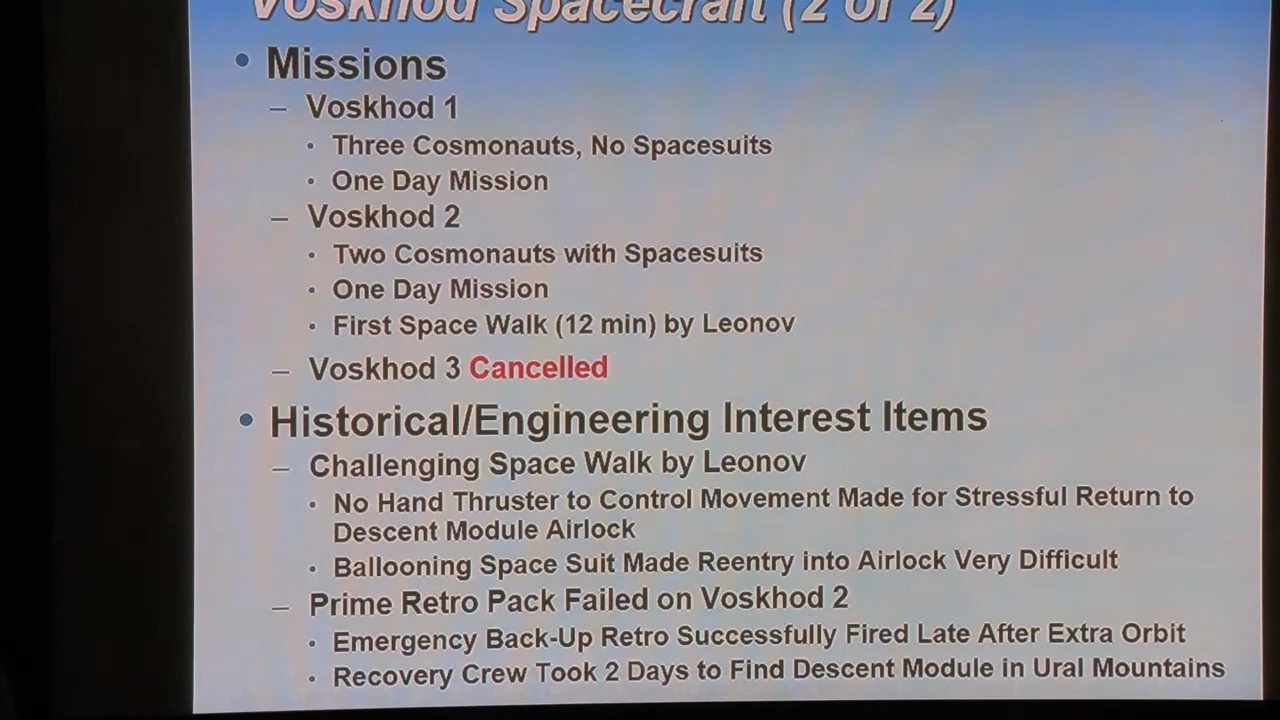 Voskhod Spacecraft (2 of 2)
• Missions
– Voskhod 1
• Three Cosmonauts, No Spacesuits
• One Day Mission
– Voskhod 2
• Two Cosmonauts with Spacesuits
• One Day Mission
• First Space Walk (12 min) by Leonov
– Voskhod 3 Cancelled
• Historical/Engineering Interest Items
– Challenging Space Walk by Leonov
• No Hand Thruster to Control Movement Made for Stressful Return to
Descent Module Airlock
• Ballooning Space Suit Made Reentry into Airlock Very Difficult
– Prime Retro Pack Failed on Voskhod 2
• Emergency Back-Up Retro Successfully Fired Late After Extra Orbit
• Recovery Crew Took 2 Days to Find Descent Module in Ural Mountains